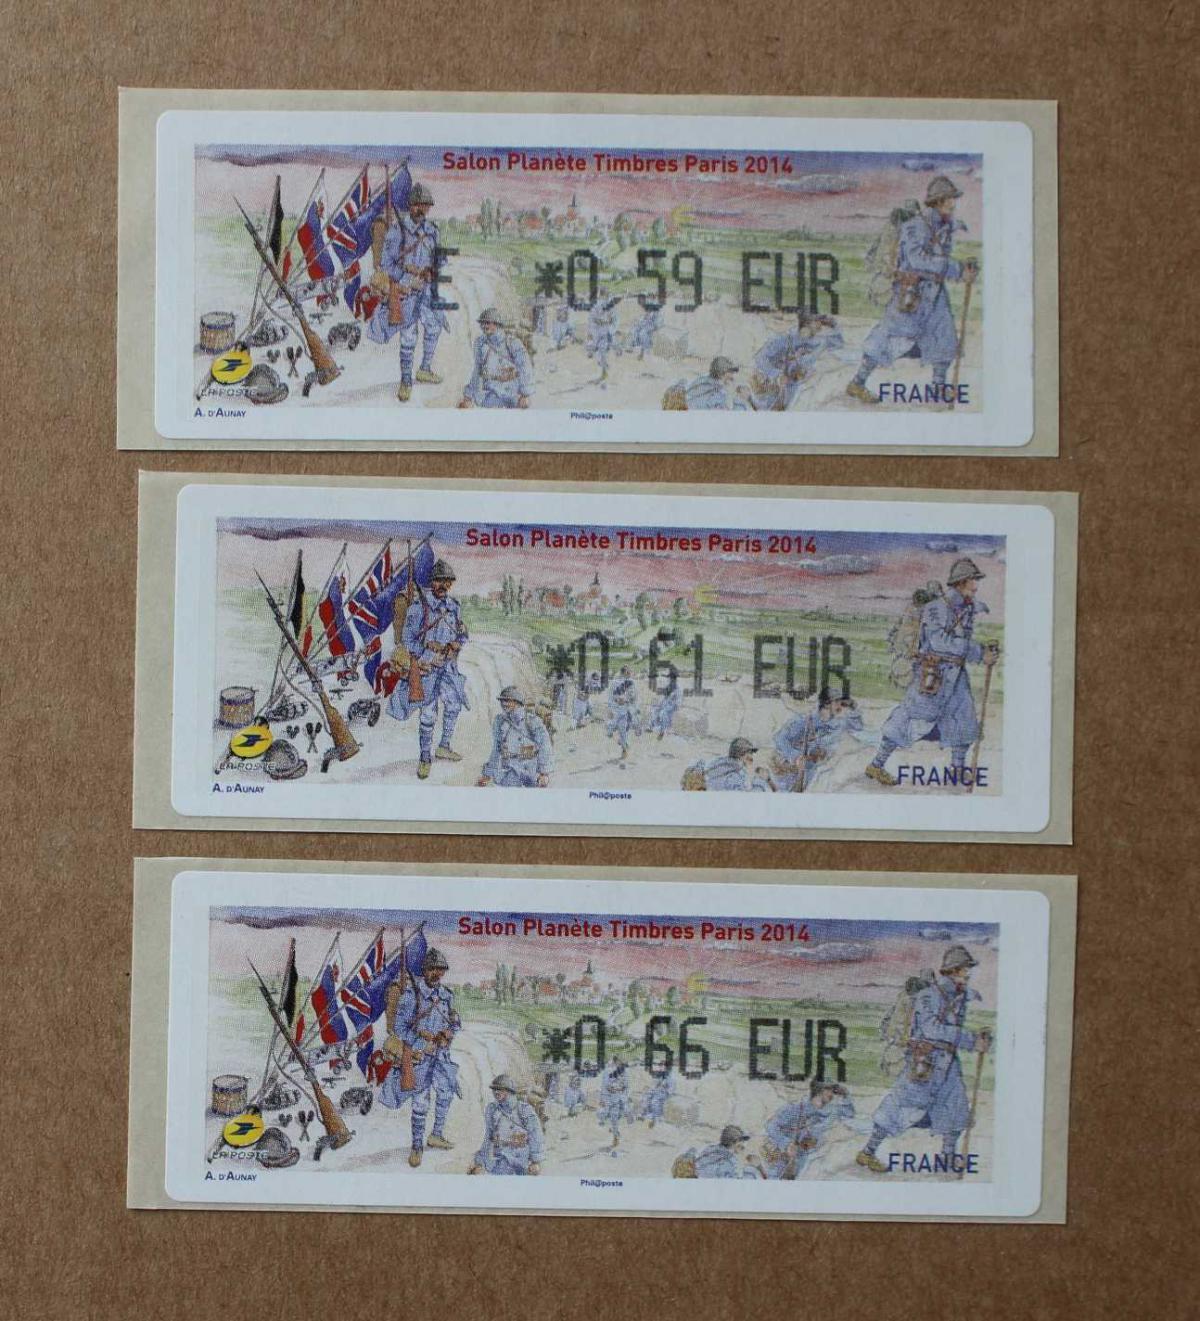 Salon Planète Timbres Paris 2014
E *0,59 EUR
LA POSTE
FRANCE
A. D'AUNAY
Phil@poste
Salon Planète Timbres Paris 2014
*0,61 EUR
LA POSTE
FRANCE
A. D'AUNAY
Phil@poste
Salon Planète Timbres Paris 2014
*0,66 EUR
LA POSTE
FRANCE
A. D'AUNAY
Phil@poste